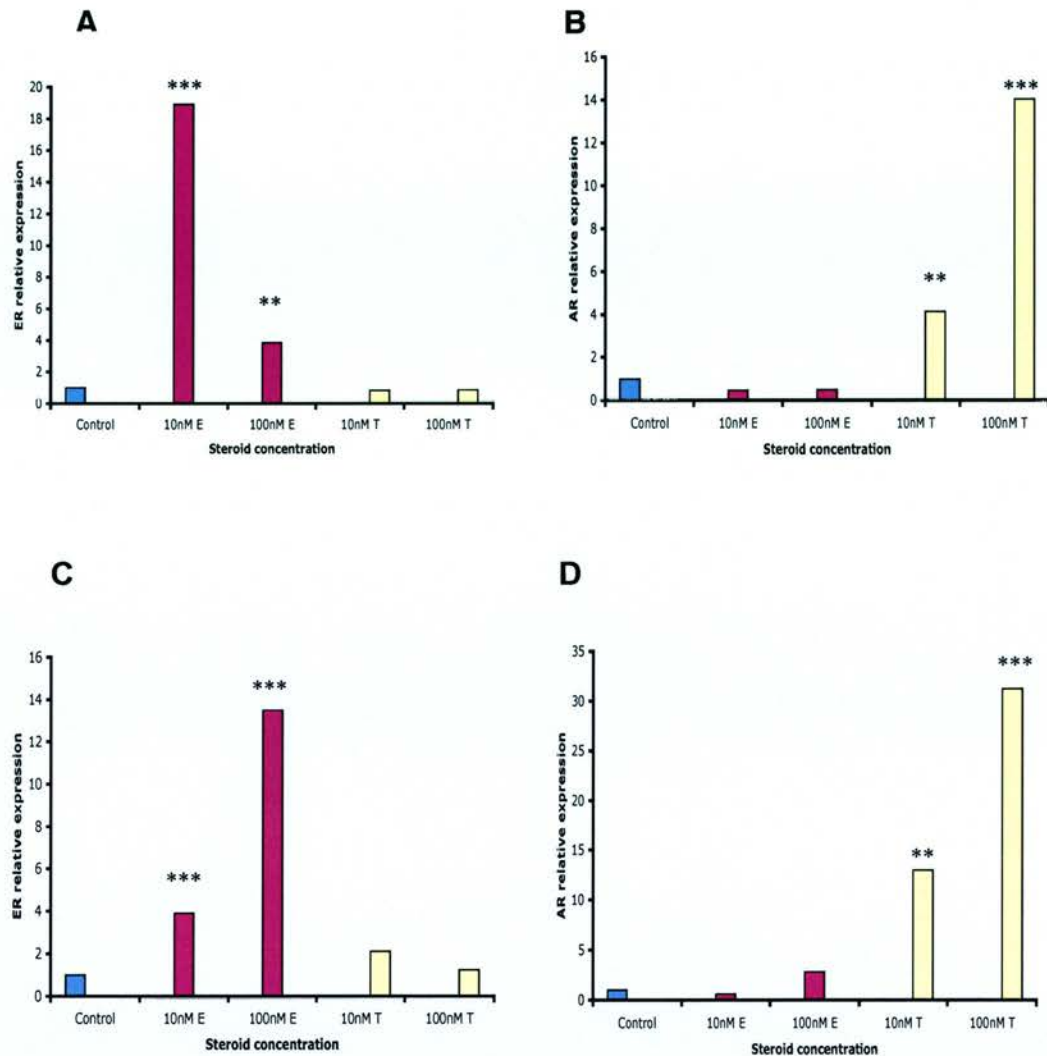 A
ER relative expression
20
18
16
14
12
10
8
6
4
2
0
***
**
Control 10nM E 100nM E 10nM T 100nM T
Steroid concentration
B
AR relative expression
16
14
12
10
8
6
4
2
0
**
***
Control 10nM E 100nM E 10nM T 100nM T
Steroid concentration
C
ER relative expression
16
14
12
10
8
6
4
2
0
***
***
Control 10nM E 100nM E 10nM T 100nM T
Steroid concentration
D
AR relative expression
35
30
25
20
15
10
5
0
**
***
Control 10nM E 100nM E 10nM T 100nM T
Steroid concentration